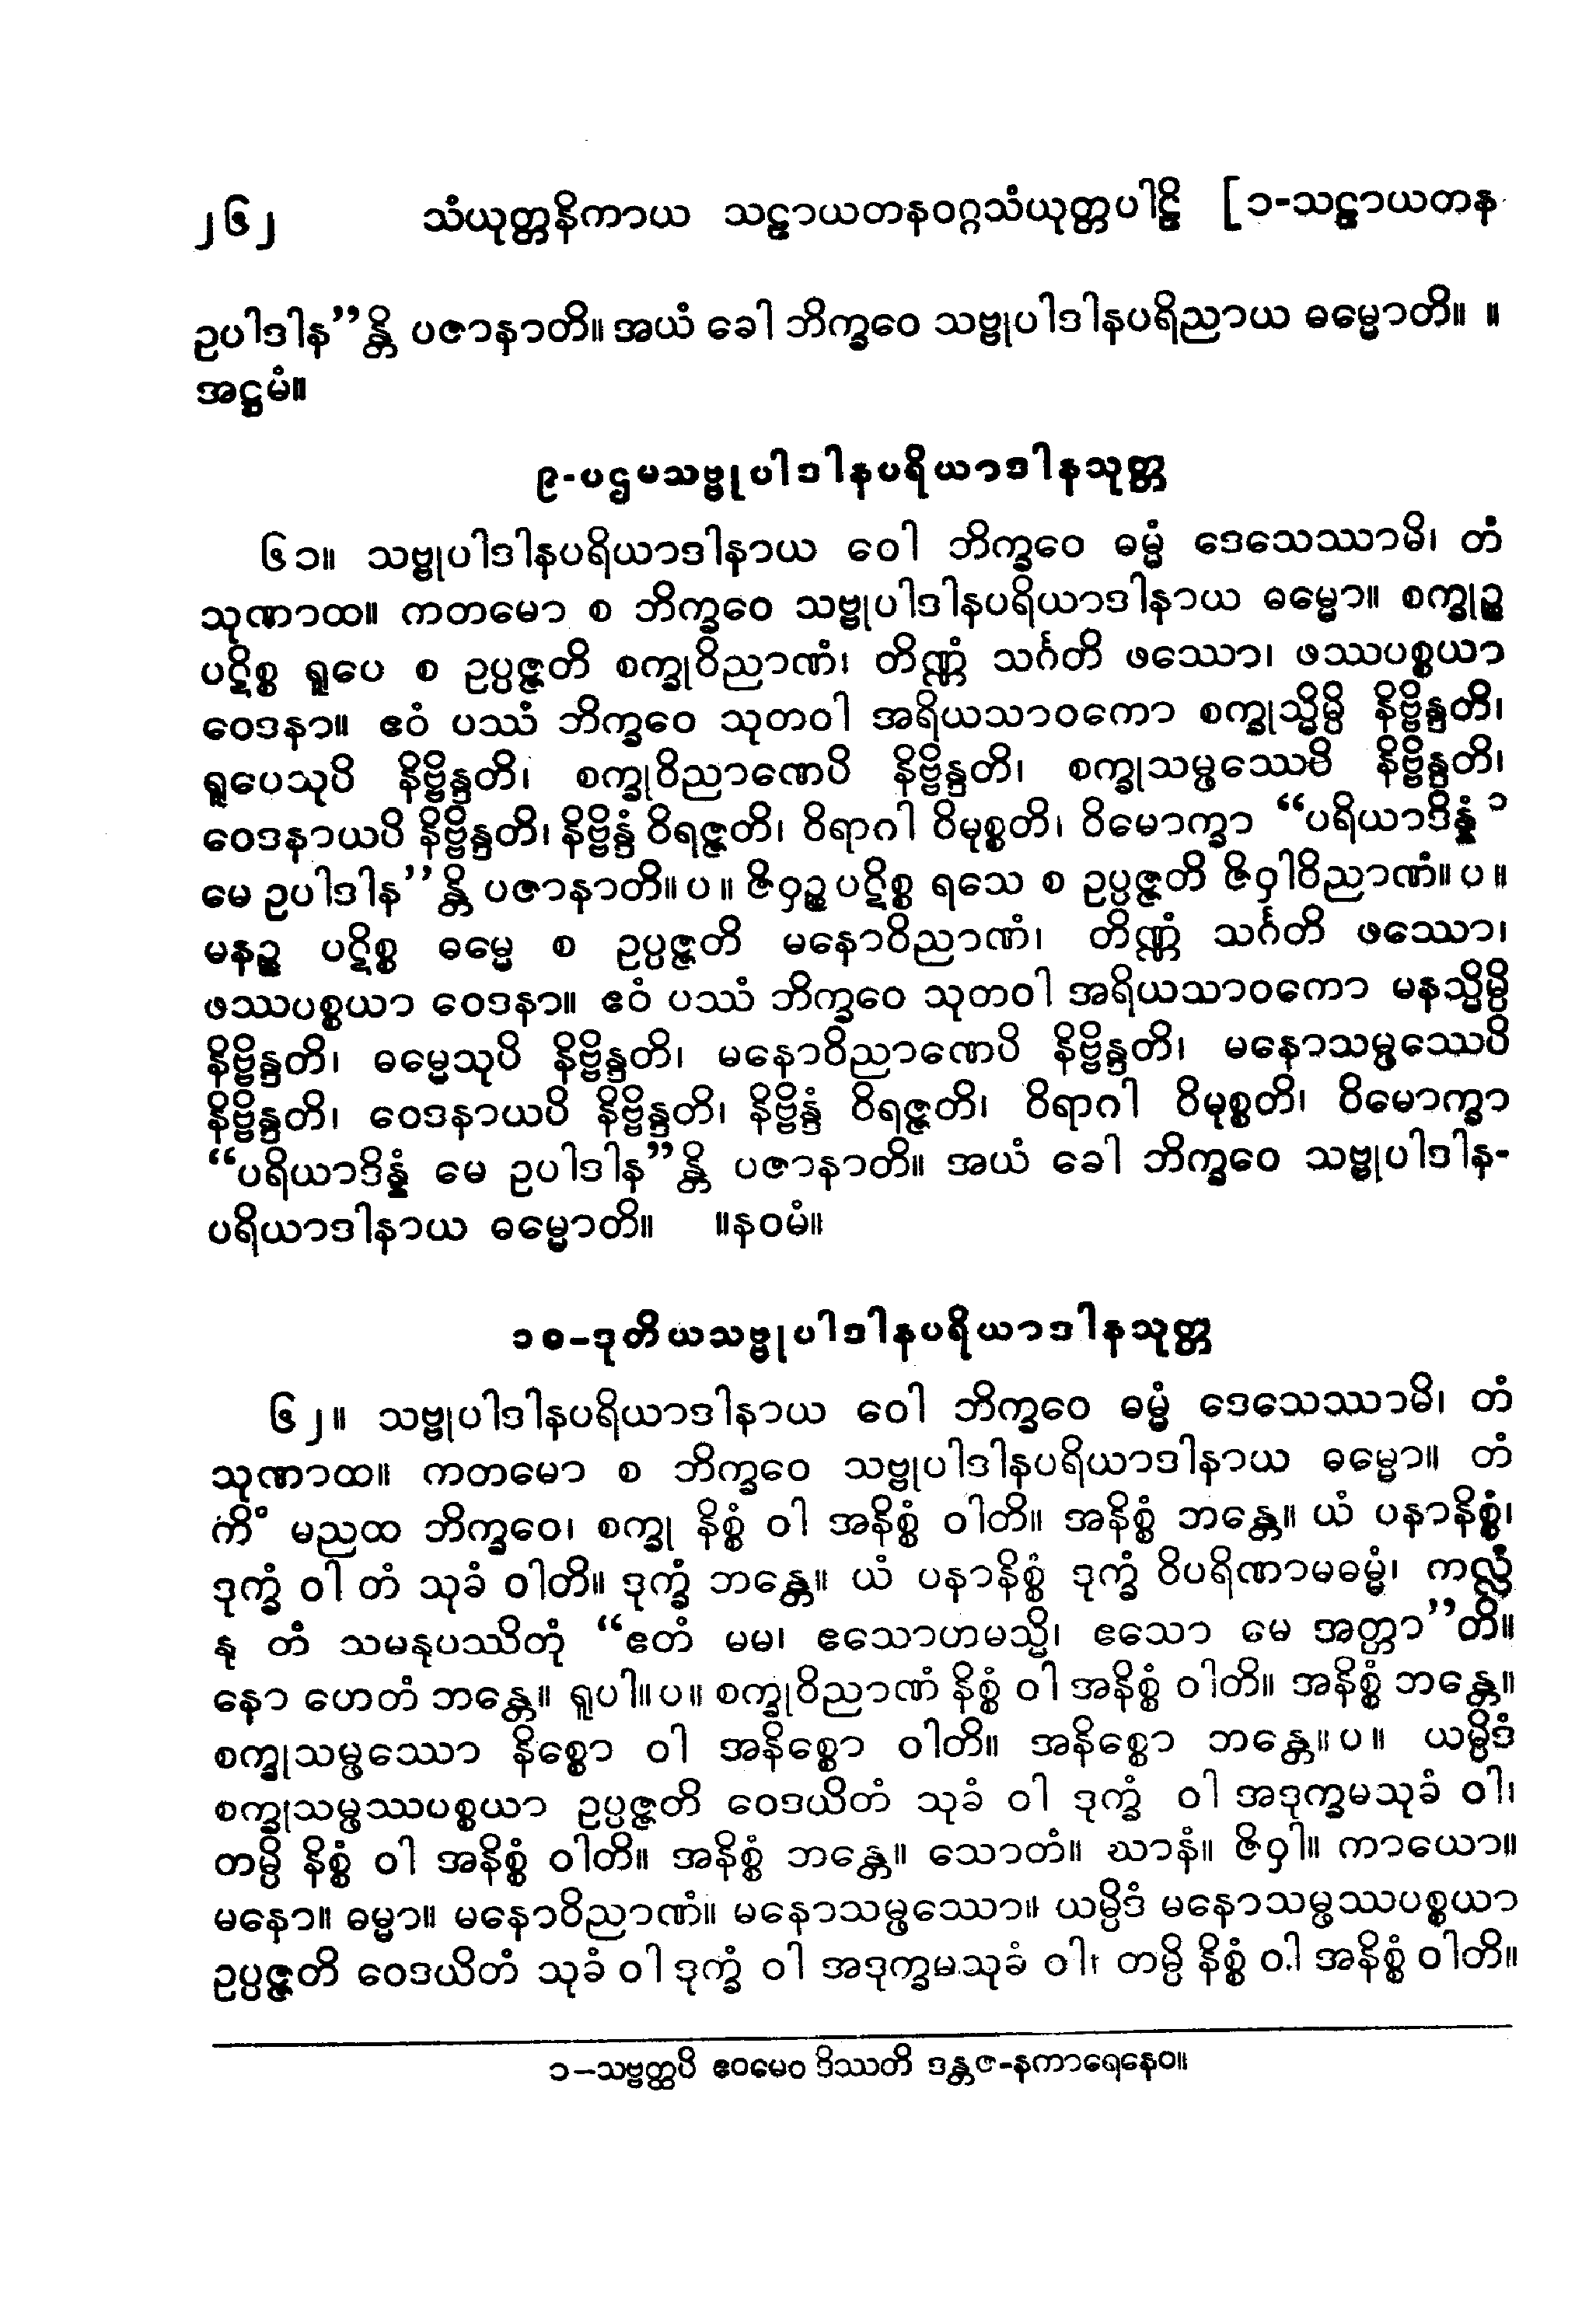 ၂၆၂ သံယုတ္တနိကာယ သဠာယတနဝဂ္ဂသံယုတ္တပါဠိ [၁-သဠာယတန
ဥပါဒါန”န္တိ ပဇာနာတိ။ အယံ ခေါ ဘိက္ခဝေ သဗ္ဗုပါဒါနပရိညာယ ဓမ္မောတိ။ ။
အဋ္ဌမံ။
၉-ပဌမသဗ္ဗုပါဒါနပရိယာဒါနသုတ္တ
၆၁။ သဗ္ဗုပါဒါနပရိယာဒါနာယ ဝေါ ဘိက္ခဝေ ဓမ္မံ ဒေသေဿာမိ၊ တံ
သုဏာထ။ ကတမော စ ဘိက္ခဝေ သဗ္ဗုပါဒါနပရိယာဒါနာယ ဓမ္မော။ စက္ခုဉ္စ
ပဋိစ္စ ရူပေ စ ဥပ္ပဇ္ဇတိ စက္ခုဝိညာဏံ၊ တိဏ္ဏံ သင်္ဂတိ ဖဿော၊ ဖဿပစ္စယာ
ဝေဒနာ။ ဧဝံ ပဿံ ဘိက္ခဝေ သုတဝါ အရိယသာဝကော စက္ခုသ္မိမ္ပိ နိဗ္ဗိန္ဒတိ၊
ရူပေသုပိ နိဗ္ဗိန္ဒတိ၊ စက္ခုဝိညာဏေပိ နိဗ္ဗိန္ဒတိ၊ စက္ခုသမ္ဖဿေပိ နိဗ္ဗိန္ဒတိ၊
ဝေဒနာယပိ နိဗ္ဗိန္ဒတိ၊ နိဗ္ဗိန္ဒံ ဝိရဇ္ဇတိ၊ ဝိရာဂါ ဝိမုစ္စတိ၊ ဝိမောက္ခာ “ပရိယာဒိန္နံ ၁
မေ ဥပါဒါန’’န္တိ ပဇာနာတိ။ ပ ။ ဇိဝှဉ္စ ပဋိစ္စ ရသေ စ ဥပ္ပဇ္ဇတိ ဇိဝှါဝိညာဏံ။ ပ ။
မနဉ္စ ပဋိစ္စ ဓမ္မေ စ ဥပ္ပဇ္ဇတိ မနောဝိညာဏံ၊ တိဏ္ဏံ သင်္ဂတိ ဖဿော၊
ဖဿပစ္စယာ ဝေဒနာ။ ဧဝံ ပဿံ ဘိက္ခဝေ သုတဝါ အရိယသာဝကော မနသ္မိမ္ပိ
နိဗ္ဗိန္ဒတိ၊ ဓမ္မေသုပိ နိဗ္ဗိန္ဒတိ၊ မနောဝိညာဏေပိ နိဗ္ဗိန္ဒတိ၊ မနောသမ္ဖဿေပိ
နိဗ္ဗိန္ဒတိ၊ ဝေဒနာယပိ နိဗ္ဗိန္ဒတိ၊ နိဗ္ဗိန္ဒံ ဝိရဇ္ဇတိ၊ ဝိရာဂါ ဝိမုစ္စတိ၊ ဝိမောက္ခာ
“ပရိယာဒိန္နံ မေ ဥပါဒါန”န္တိ ပဇာနာတိ။ အယံ ခေါ ဘိက္ခဝေ သဗ္ဗုပါဒါန-
ပရိယာဒါနာယ ဓမ္မောတိ။ ။နဝမံ။
၁၀-ဒုတိယသဗ္ဗုပါဒါနပရိယာဒါနသုတ္တ
၆၂။ သဗ္ဗုပါဒါနပရိယာဒါနာယ ဝေါ ဘိက္ခဝေ ဓမ္မံ ဒေသေဿာမိ၊ တံ
သုဏာထ။ ကတမော စ ဘိက္ခဝေ သဗ္ဗုပါဒါနပရိယာဒါနာယ ဓမ္မော။ တံ
ကိံ မညထ ဘိက္ခဝေ၊ စက္ခု နိစ္စံ ဝါ အနိစ္စံ ဝါတိ။ အနိစ္စံ ဘန္တေ။ ယံ ပနာနိစ္စံ၊
ဒုက္ခံ ဝါ တံ သုခံ ဝါတိ။ ဒုက္ခံ ဘန္တေ။ ယံ ပနာနိစ္စံ ဒုက္ခံ ဝိပရိဏာမဓမ္မံ၊ ကလ္လံ
နု တံ သမနုပဿိတုံ “ဧတံ မမ၊ ဧသောဟမသ္မိ၊ ဧသော မေ အတ္တာ”တိ။
နော ဟေတံ ဘန္တေ။ ရူပါ။ပ။ စက္ခုဝိညာဏံ နိစ္စံ ဝါ အနိစ္စံ ဝါတိ။ အနိစ္စံ ဘန္တေ။
စက္ခုသမ္ဖဿော နိစ္စော ဝါ အနိစ္စော ဝါတိ။ အနိစ္စော ဘန္တေ။ပ။ ယမ္ပိဒံ
စက္ခုသမ္ဖဿပစ္စယာ ဥပ္ပဇ္ဇတိ ဝေဒယိတံ သုခံ ဝါ ဒုက္ခံ ဝါ အဒုက္ခမသုခံ ဝါ၊
တမ္ပိ နိစ္စံ ဝါ အနိစ္စံ ဝါတိ။ အနိစ္စံ ဘန္တေ။ သောတံ။ ဃာနံ။ ဇိဝှါ။ ကာယော။
မနော။ ဓမ္မာ။ မနောဝိညာဏံ။ မနောသမ္ဖဿော။ ယမ္ပိဒံ မနောသမ္ဖဿပစ္စယာ
ဥပ္ပဇ္ဇတိ ဝေဒယိတံ သုခံ ဝါ ဒုက္ခံ ဝါ အဒုက္ခမသုခံ ဝါ၊ တမ္ပိ နိစ္စံ ဝါ အနိစ္စံ ဝါတိ။
၁–သဗ္ဗတ္ထပိ ဧဝမေဝ ဒိဿတိ ဒန္တဇ-နကာရေနေဝ။